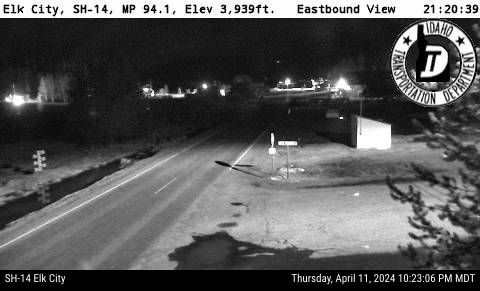 Elk City, SH-14, MP 94.1, Elev 3,939ft. Eastbound View 21:20:39
IDAHO
TRANSPORTATION DEPARTMENT
SH-14 Elk City Thursday, April 11, 2024 10:23:06 PM MDT